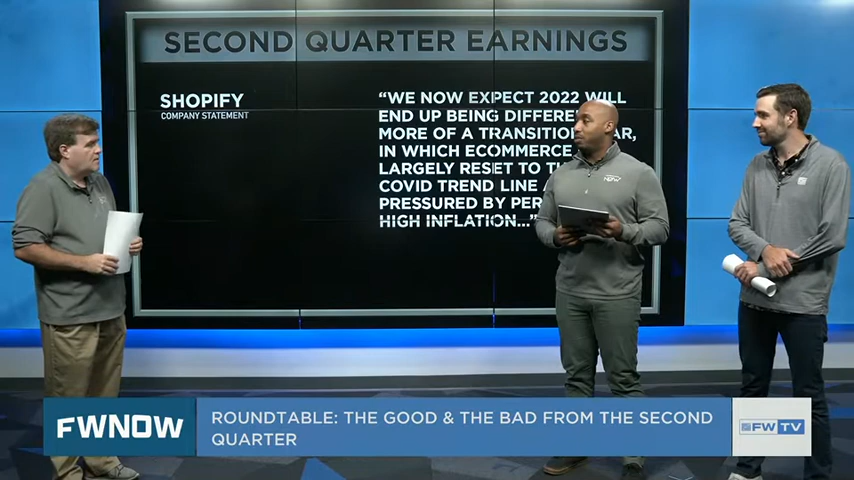 SECOND QUARTER EARNINGS
SHOPIFY
COMPANY STATEMENT
“WE NOW EXPECT 2022 WILL
END UP BEING
MORE OF A TRANSITION
IN WHICH ECOMMERCE
LARGELY RESET TO
COVID TREND LINE
PRESSURED BY
HIGH INFLATION...”
FWNOW
ROUNDTABLE: THE GOOD & THE BAD FROM THE SECOND
QUARTER
FWTV